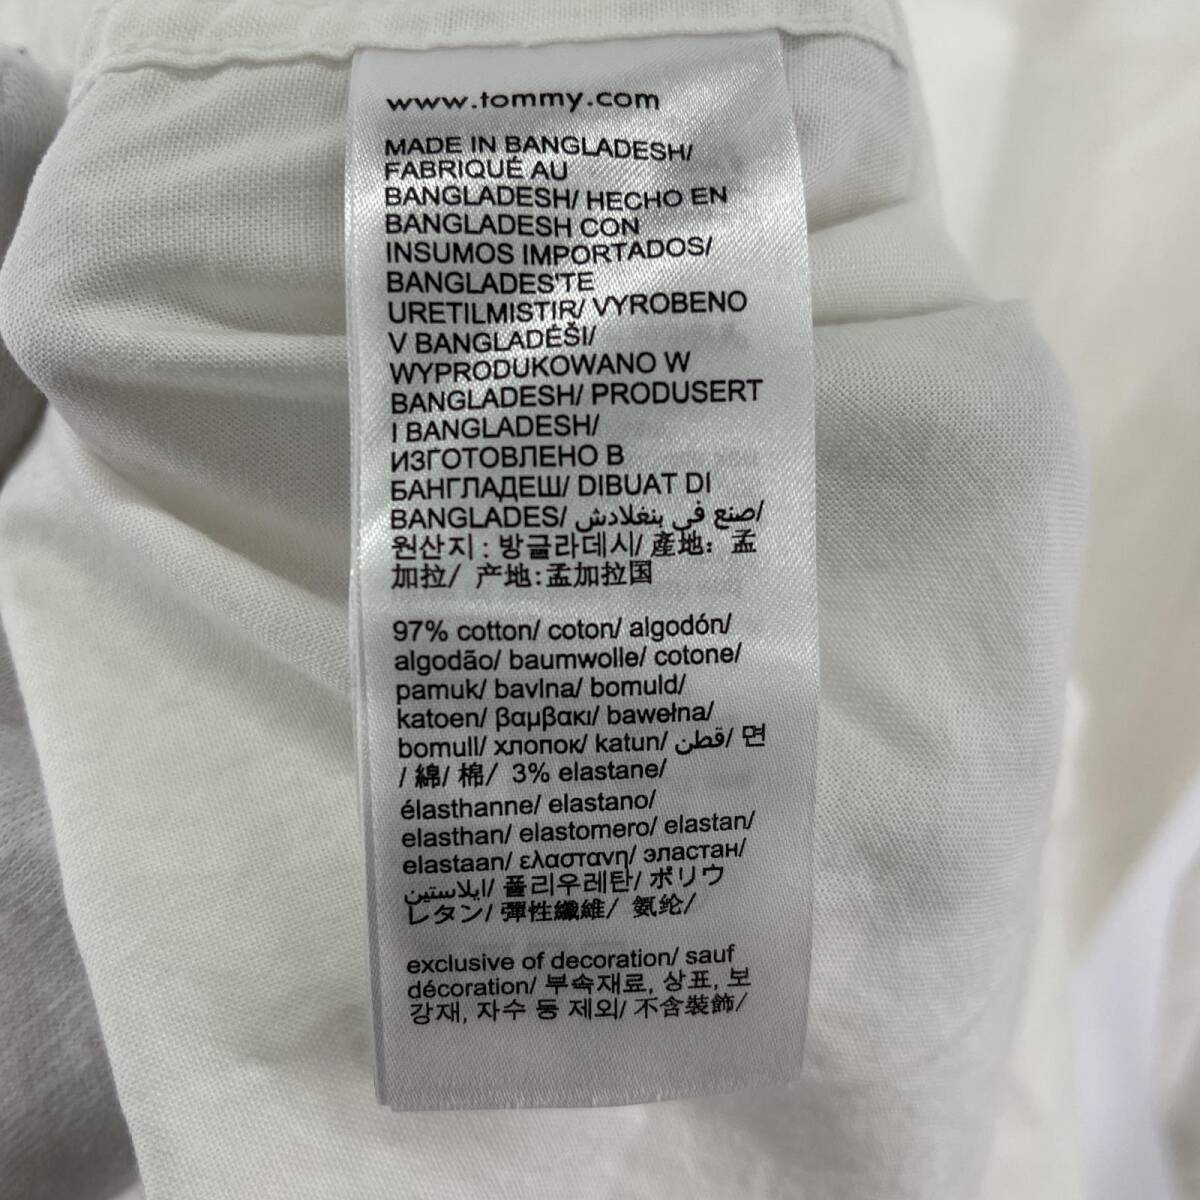 www.tommy.com
MADE IN BANGLADESH/
FABRIQUÉ AU
BANGLADESH/ HECHO EN
BANGLADESH CON
INSUMOS IMPORTADOS/
BANGLADES'TE
URETILMISTIR/ VYROBENO
V BANGLADÉŠI/
WYPRODUKOWANO W
BANGLADESH/ PRODUSERT
I BANGLADESH/
ИЗГОТОВЛЕНО В
БАНГЛАДЕШ/ DIBUAT DI
BANGLADES/ صنع في بنغلادش/
원산지 : 방글라데시/ 產地: 孟
加拉/ 产地:孟加拉国
97% cotton/ coton/ algodón/
algodão/ baumwolle/ cotone/
pamuk/ bavlna/ bomuld/
katoen/ βαμβακι/ bawełna/
bomull/ хлопок/ katun/ قطن/ 면
/ 綿/ 棉/ 3% elastane/
élasthanne/ elastano/
elasthan/ elastomero/ elastan/
elastaan/ ελαστανη/ эластан/
ايلاستين/ 폴리우레탄/ ポリウ
レタン/ 彈性纖維/ 氨纶/
exclusive of decoration/ sauf
décoration/ 부속재료, 상표, 보
강재, 자수 등 제외/ 不含裝飾/